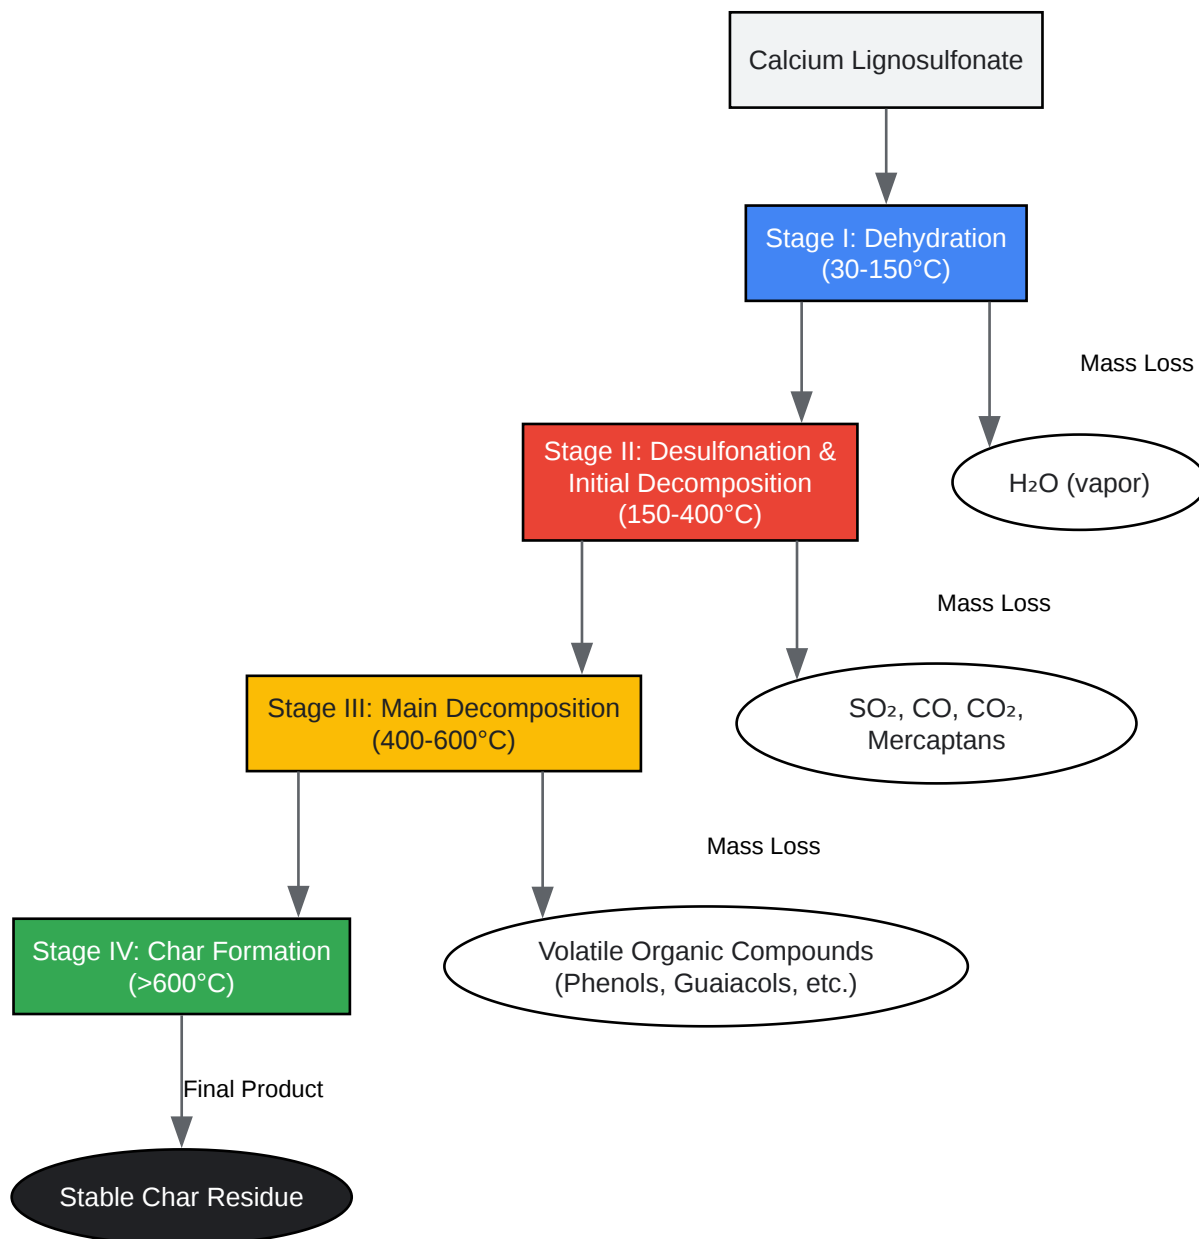 Calcium Lignosulfonate
Stage I: Dehydration
(30-150°C)
Mass Loss
H₂O (vapor)
Stage II: Desulfonation &
Initial Decomposition
(150-400°C)
Mass Loss
SO₂, CO, CO₂,
Mercaptans
Stage III: Main Decomposition
(400-600°C)
Mass Loss
Volatile Organic Compounds
(Phenols, Guaiacols, etc.)
Stage IV: Char Formation
(>600°C)
Final Product
Stable Char Residue